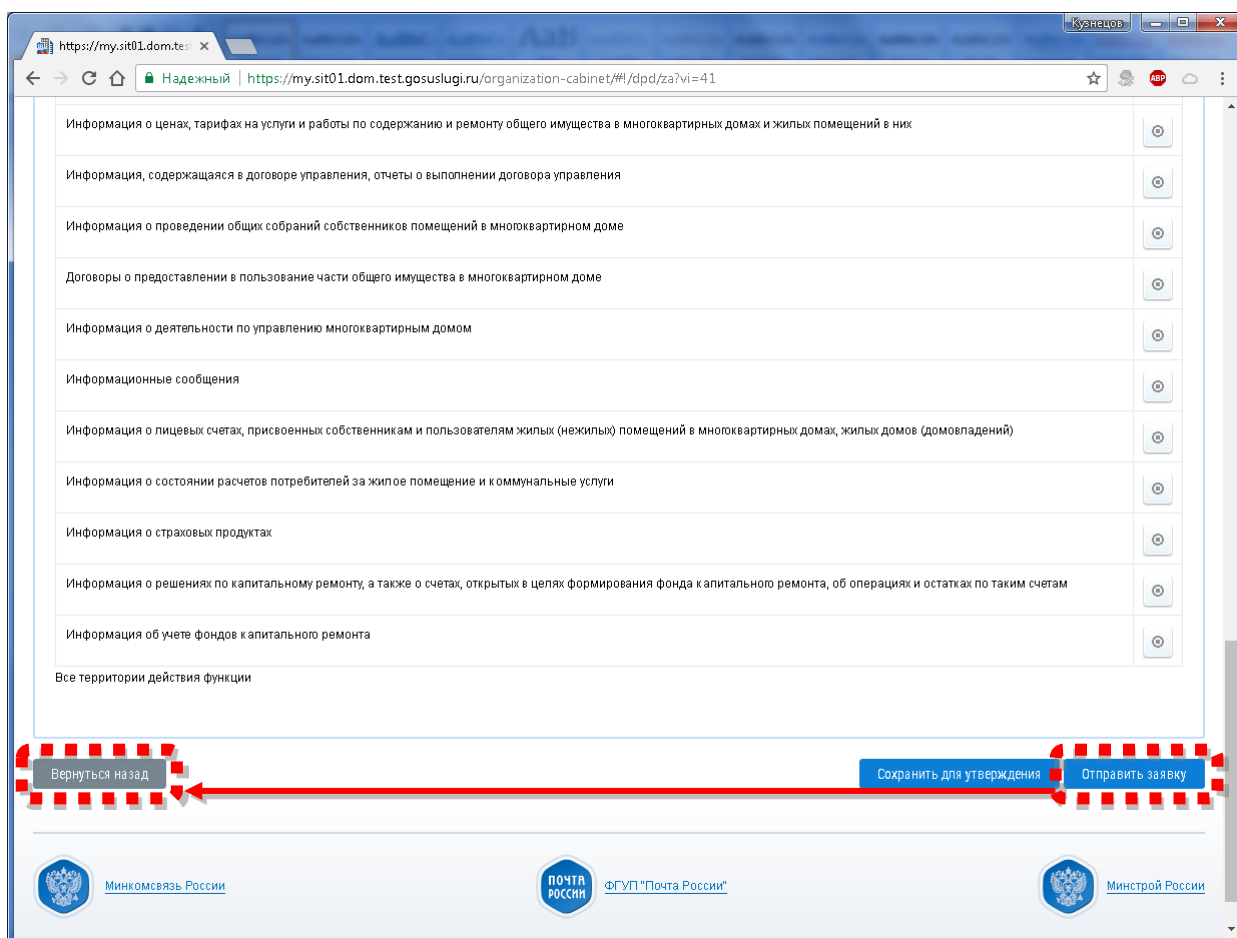 Кузнецов
https://my.sit01.dom.tes
Надежный | https://my.sit01.dom.test.gosuslugi.ru/organization-cabinet/#!/dpd/za?vi=41
ABP
Информация о ценах, тарифах на услуги и работы по содержанию и ремонту общего имущества в многоквартирных домах и жилых помещений в них
Информация, содержащаяся в договоре управления, отчеты о выполнении договора управления
Информация о проведении общих собраний собственников помещений в многоквартирном доме
Договоры о предоставлении в пользование части общего имущества в многоквартирном доме
Информация о деятельности по управлению многоквартирным домом
Информационные сообщения
Информация о лицевых счетах, присвоенных собственникам и пользователям жилых (нежилых) помещений в многоквартирных домах, жилых домов (домовладений)
Информация о состоянии расчетов потребителей за жилое помещение и коммунальные услуги
Информация о страховых продуктах
Информация о решениях по капитальному ремонту, а также о счетах, открытых в целях формирования фонда капитального ремонта, об операциях и остатках по таким счетам
Информация об учете фондов капитального ремонта
Все территории действия функции
Вернуться назад
Сохранить для утверждения
Отправить заявку
Минкомсвязь России
ПОЧТА
РОССИИ
ФГУП "Почта России"
Минстрой России